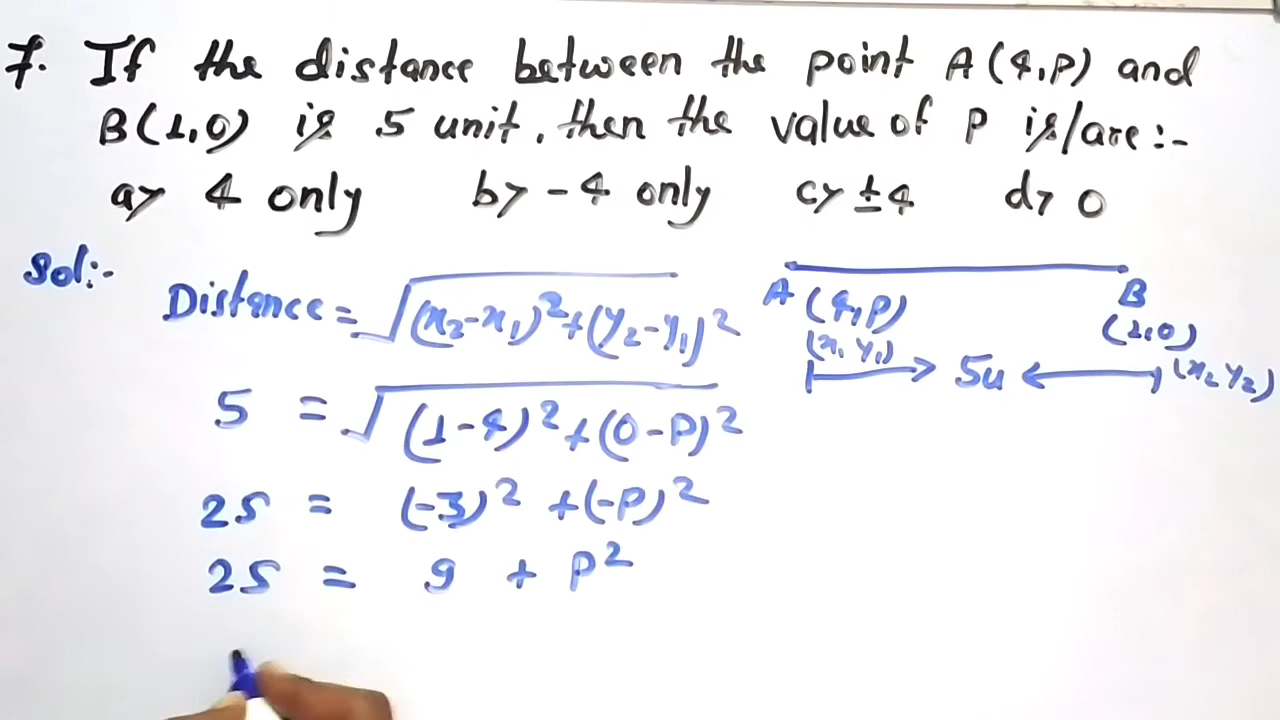 7. If the distance between the point A(4,P) and
B(1,0) is 5 unit, then the value of P is/are:-
a> 4 only b> -4 only c> ±4 d> 0
Sol:-
Distance = √(x₂-x₁)²+(y₂-y₁)²
5 = √(1-4)²+(0-P)²
25 = (-3)² +(-P)²
25 = 9 + P²
A B
(4,P) (1,0)
(x₁ y₁) 5u (x₂ y₂)